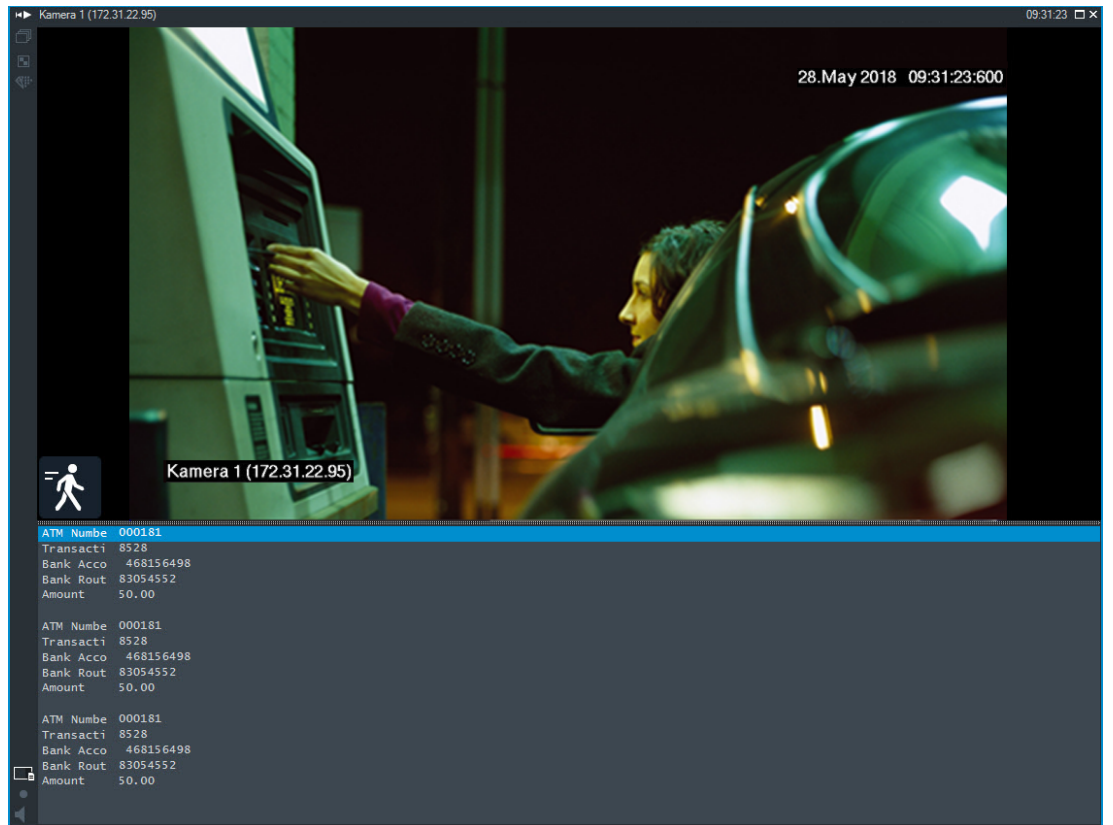 Kamera 1 (172.31.22.95) 09:31:23
28.May 2018 09:31:23:600
Kamera 1 (172.31.22.95)
ATM Numbe 000181
Transacti 8528
Bank Acco 468156498
Bank Rout 83054552
Amount 50.00
ATM Numbe 000181
Transacti 8528
Bank Acco 468156498
Bank Rout 83054552
Amount 50.00
ATM Numbe 000181
Transacti 8528
Bank Acco 468156498
Bank Rout 83054552
Amount 50.00